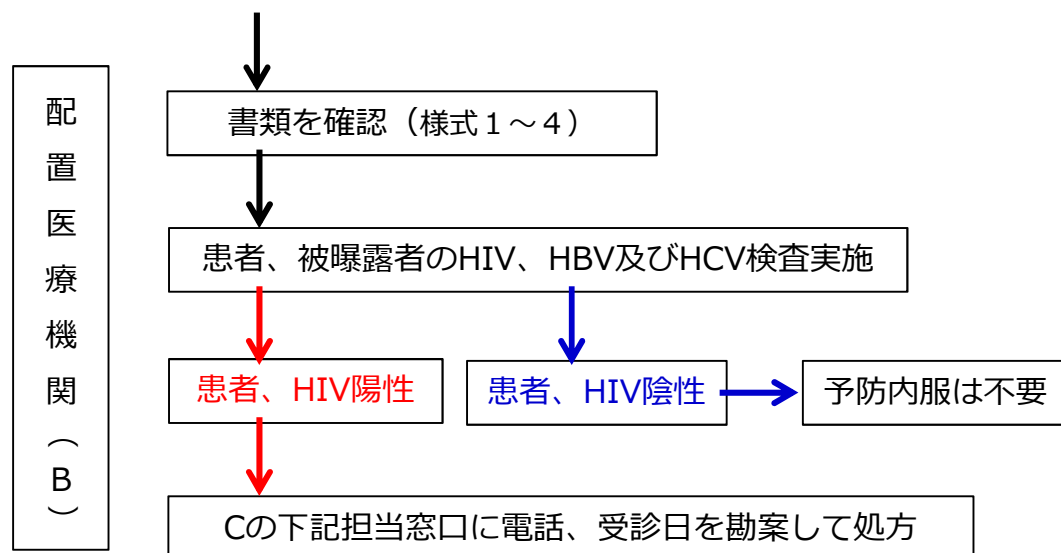 配置医療機関（B）
書類を確認（様式１～４）
患者、被曝露者のHIV、HBV及びHCV検査実施
患者、HIV陽性
患者、HIV陰性
予防内服は不要
Cの下記担当窓口に電話、受診日を勘案して処方